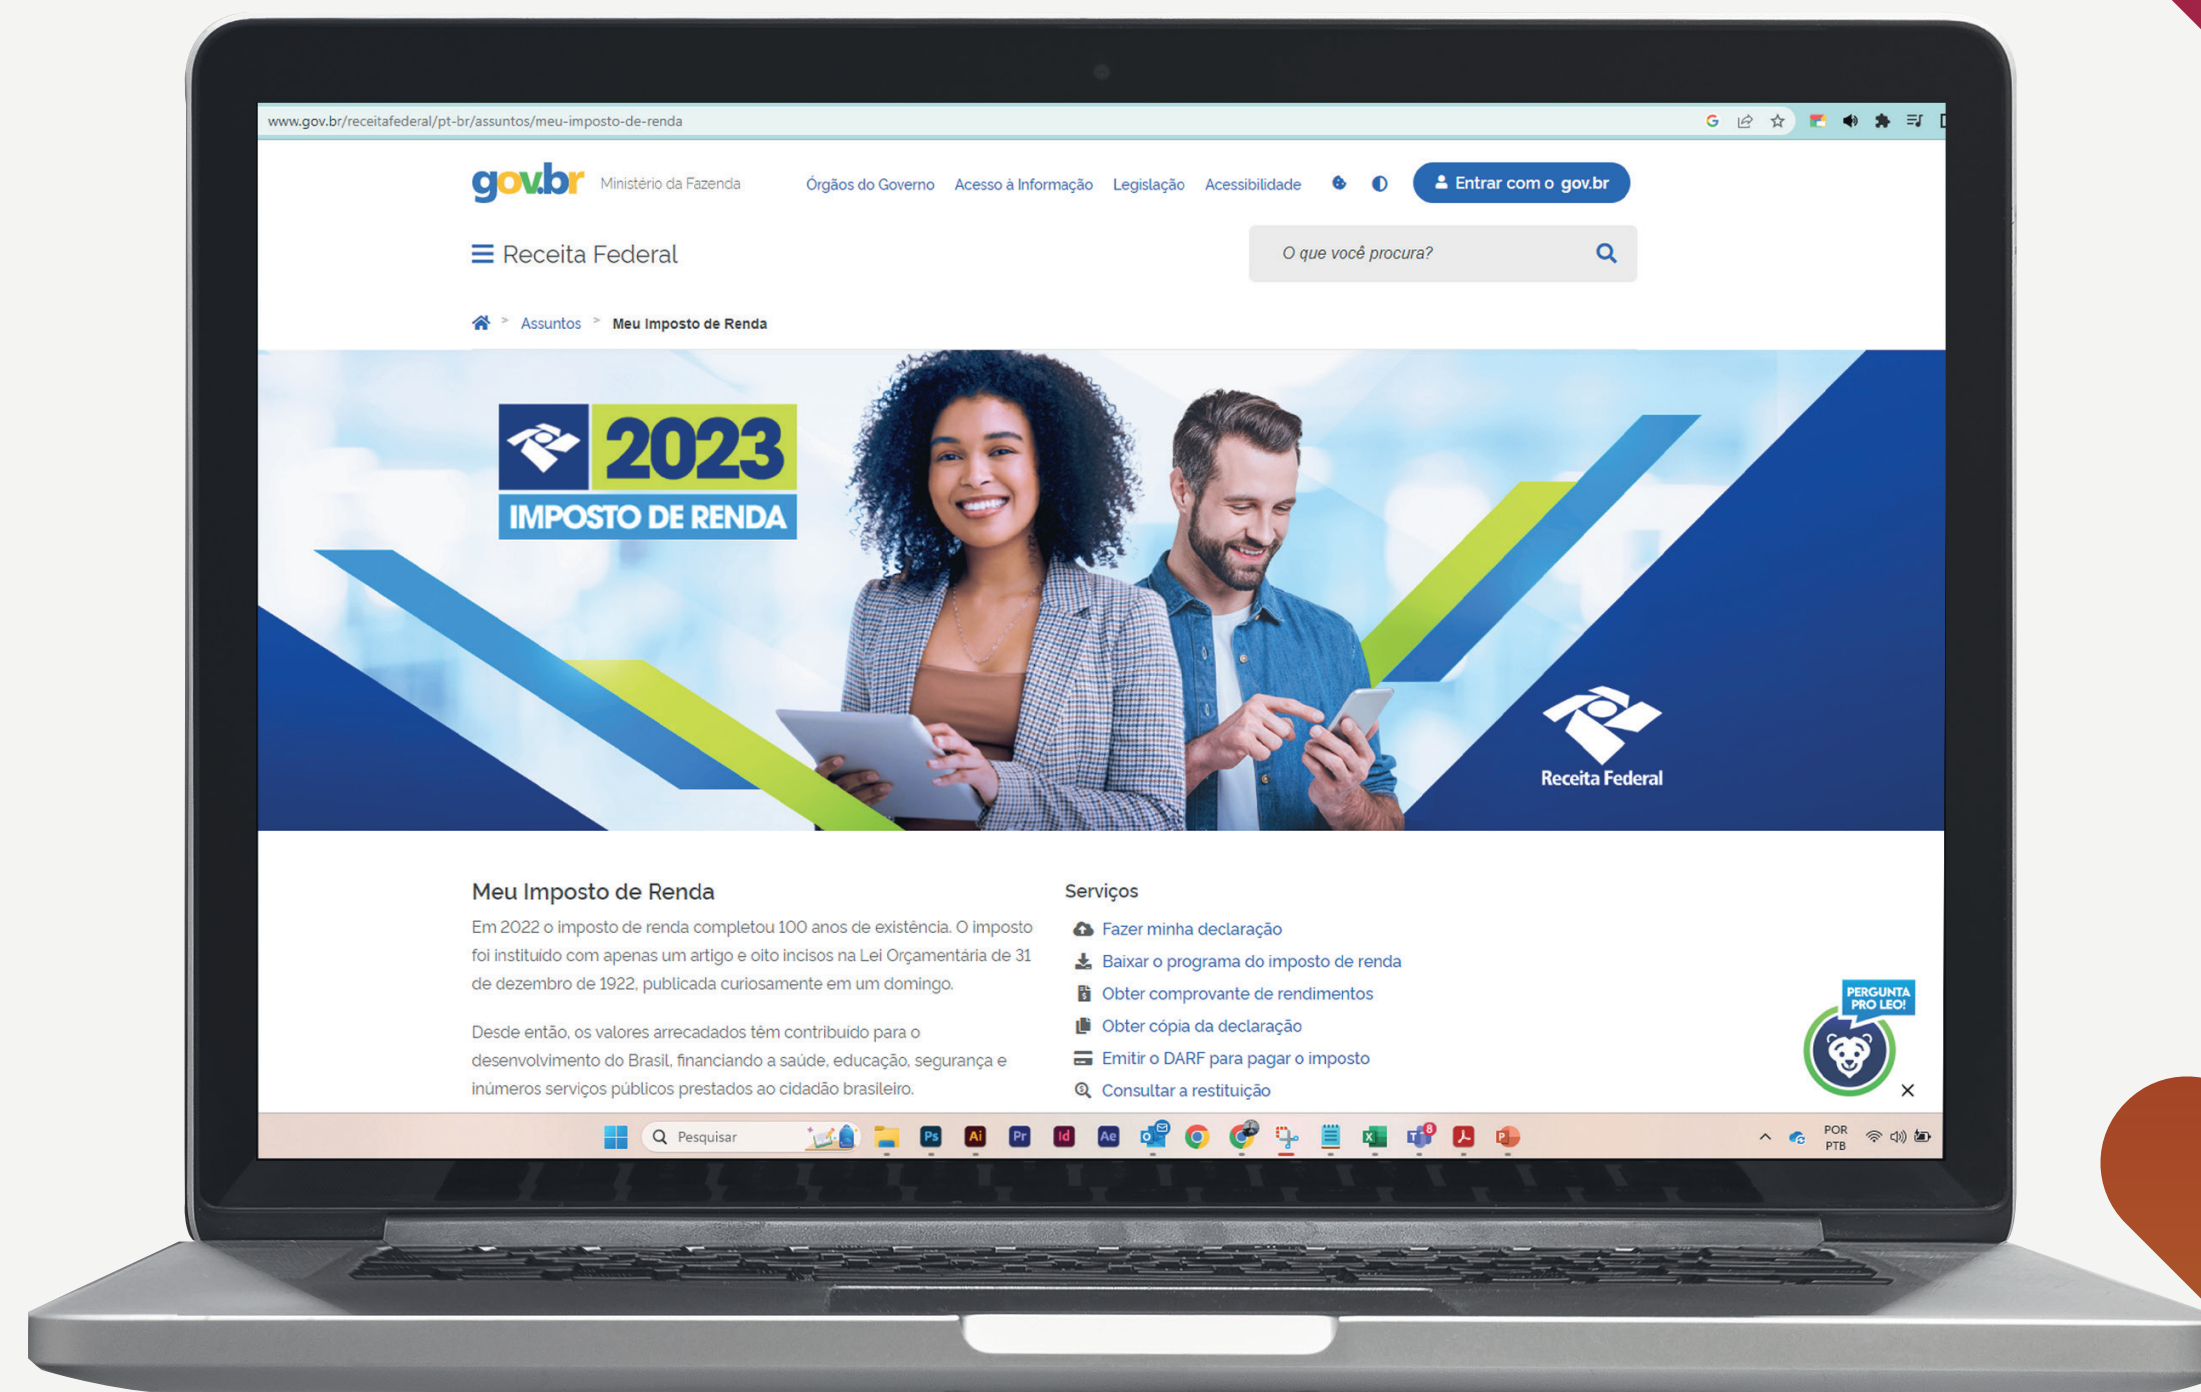 www.gov.br/receitafederal/pt-br/assuntos/meu-imposto-de-renda
gov.br Ministério da Fazenda Órgãos do Governo Acesso à Informação Legislação Acessibilidade Entrar com o gov.br
Receita Federal O que você procura?
> Assuntos > Meu Imposto de Renda
2023
IMPOSTO DE RENDA
Receita Federal
Meu Imposto de Renda
Em 2022 o imposto de renda completou 100 anos de existência. O imposto
foi instituído com apenas um artigo e oito incisos na Lei Orçamentária de 31
de dezembro de 1922, publicada curiosamente em um domingo.
Desde então, os valores arrecadados têm contribuído para o
desenvolvimento do Brasil, financiando a saúde, educação, segurança e
inúmeros serviços públicos prestados ao cidadão brasileiro.
Serviços
Fazer minha declaração
Baixar o programa do imposto de renda
Obter comprovante de rendimentos
Obter cópia da declaração
Emitir o DARF para pagar o imposto
Consultar a restituição
PERGUNTA
PRO LEO!
Pesquisar Ps Ai Pr Id Ae 8 POR
PTB